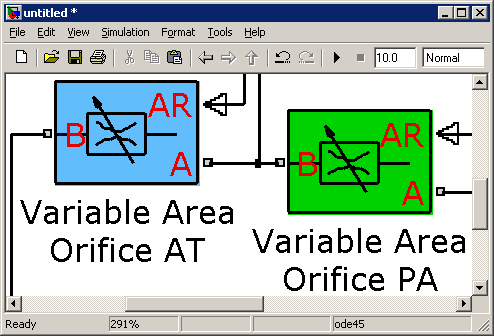 untitled *
File Edit View Simulation Format Tools Help
10.0 Normal
AR
B
A
Variable Area
Orifice AT
AR
B
A
Variable Area
Orifice PA
Ready 291% ode45